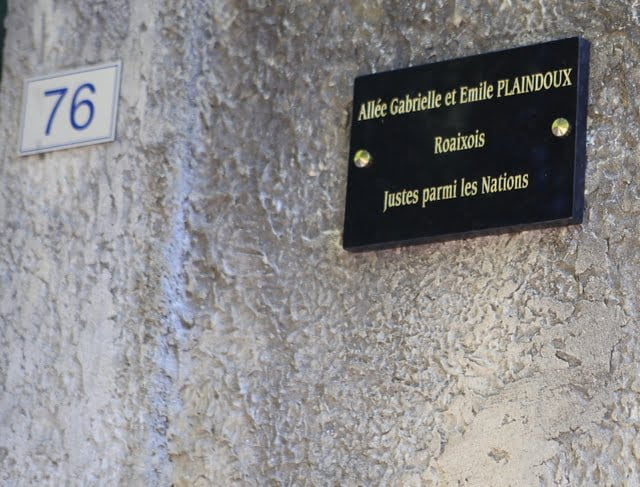 76
Allée Gabrielle et Emile PLAINDOUX
Roaixois
Justes parmi les Nations